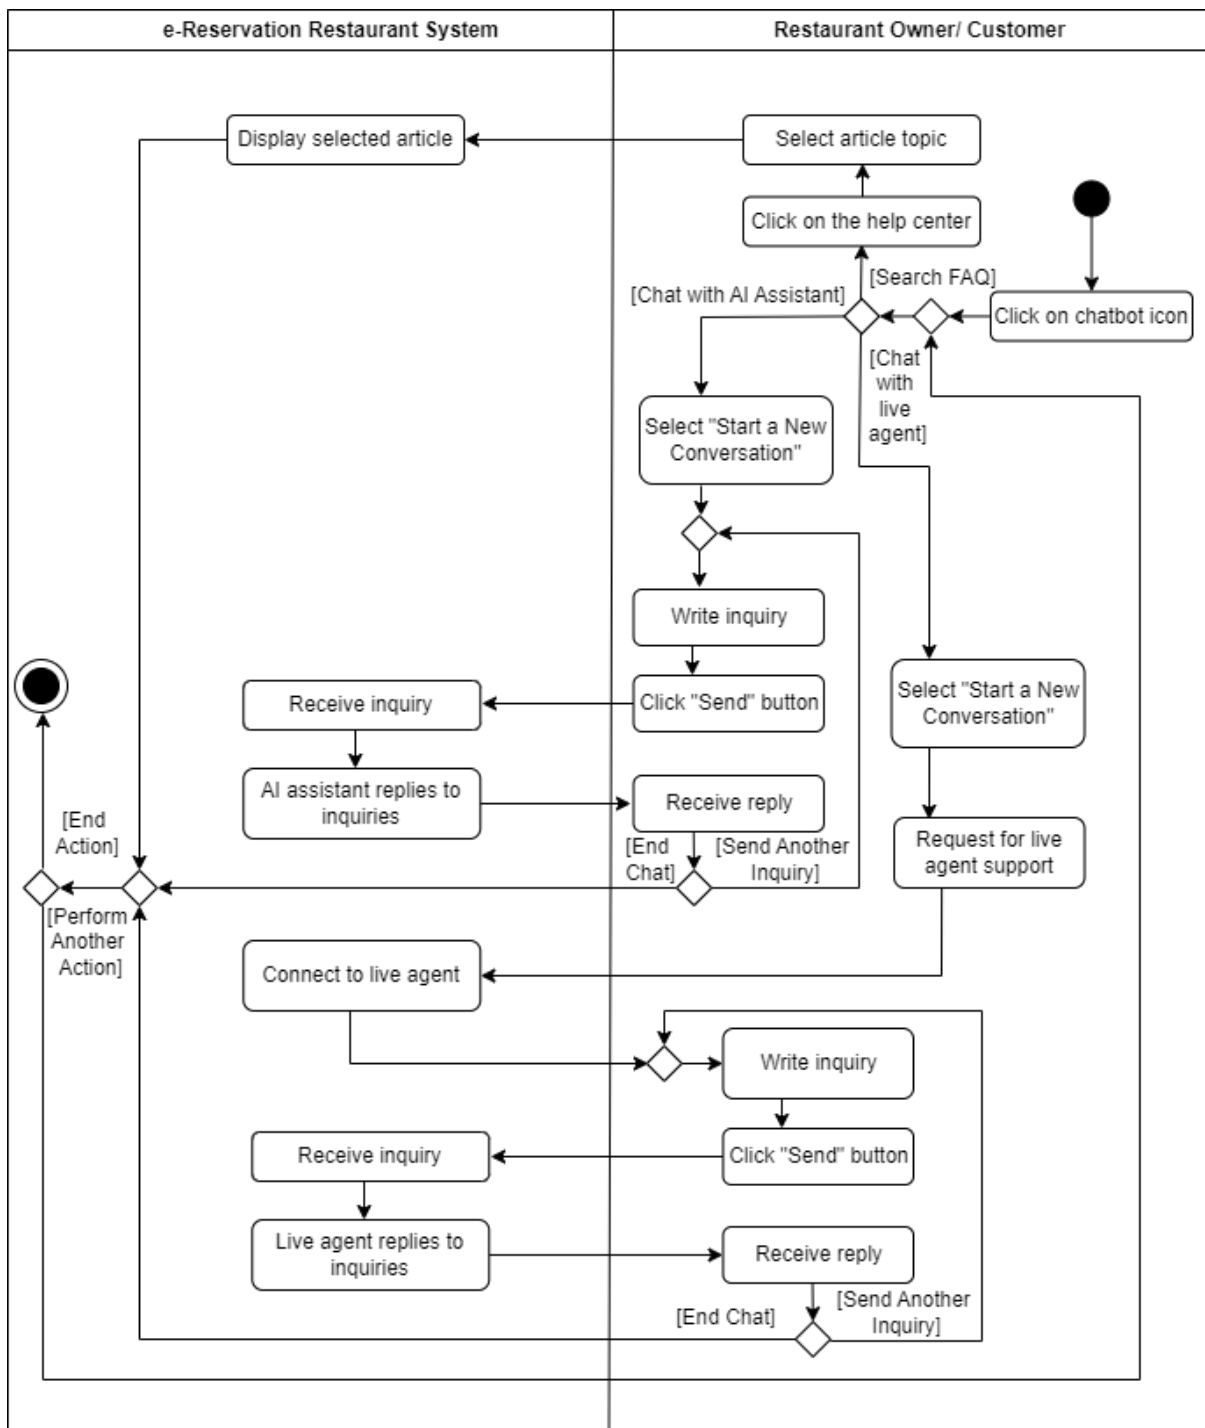 e-Reservation Restaurant System
Restaurant Owner/ Customer
Display selected article
Select article topic
Click on the help center
[Search FAQ]
[Chat with AI Assistant]
Click on chatbot icon
[Chat
with
live
agent]
Select "Start a New
Conversation"
Write inquiry
Click "Send" button
Receive inquiry
Select "Start a New
Conversation"
AI assistant replies to
inquiries
Receive reply
[End
Action]
[End
Chat]
[Send Another
Inquiry]
Request for live
agent support
[Perform
Another
Action]
Connect to live agent
Write inquiry
Click "Send" button
Receive inquiry
Live agent replies to
inquiries
Receive reply
[End Chat]
[Send Another
Inquiry]